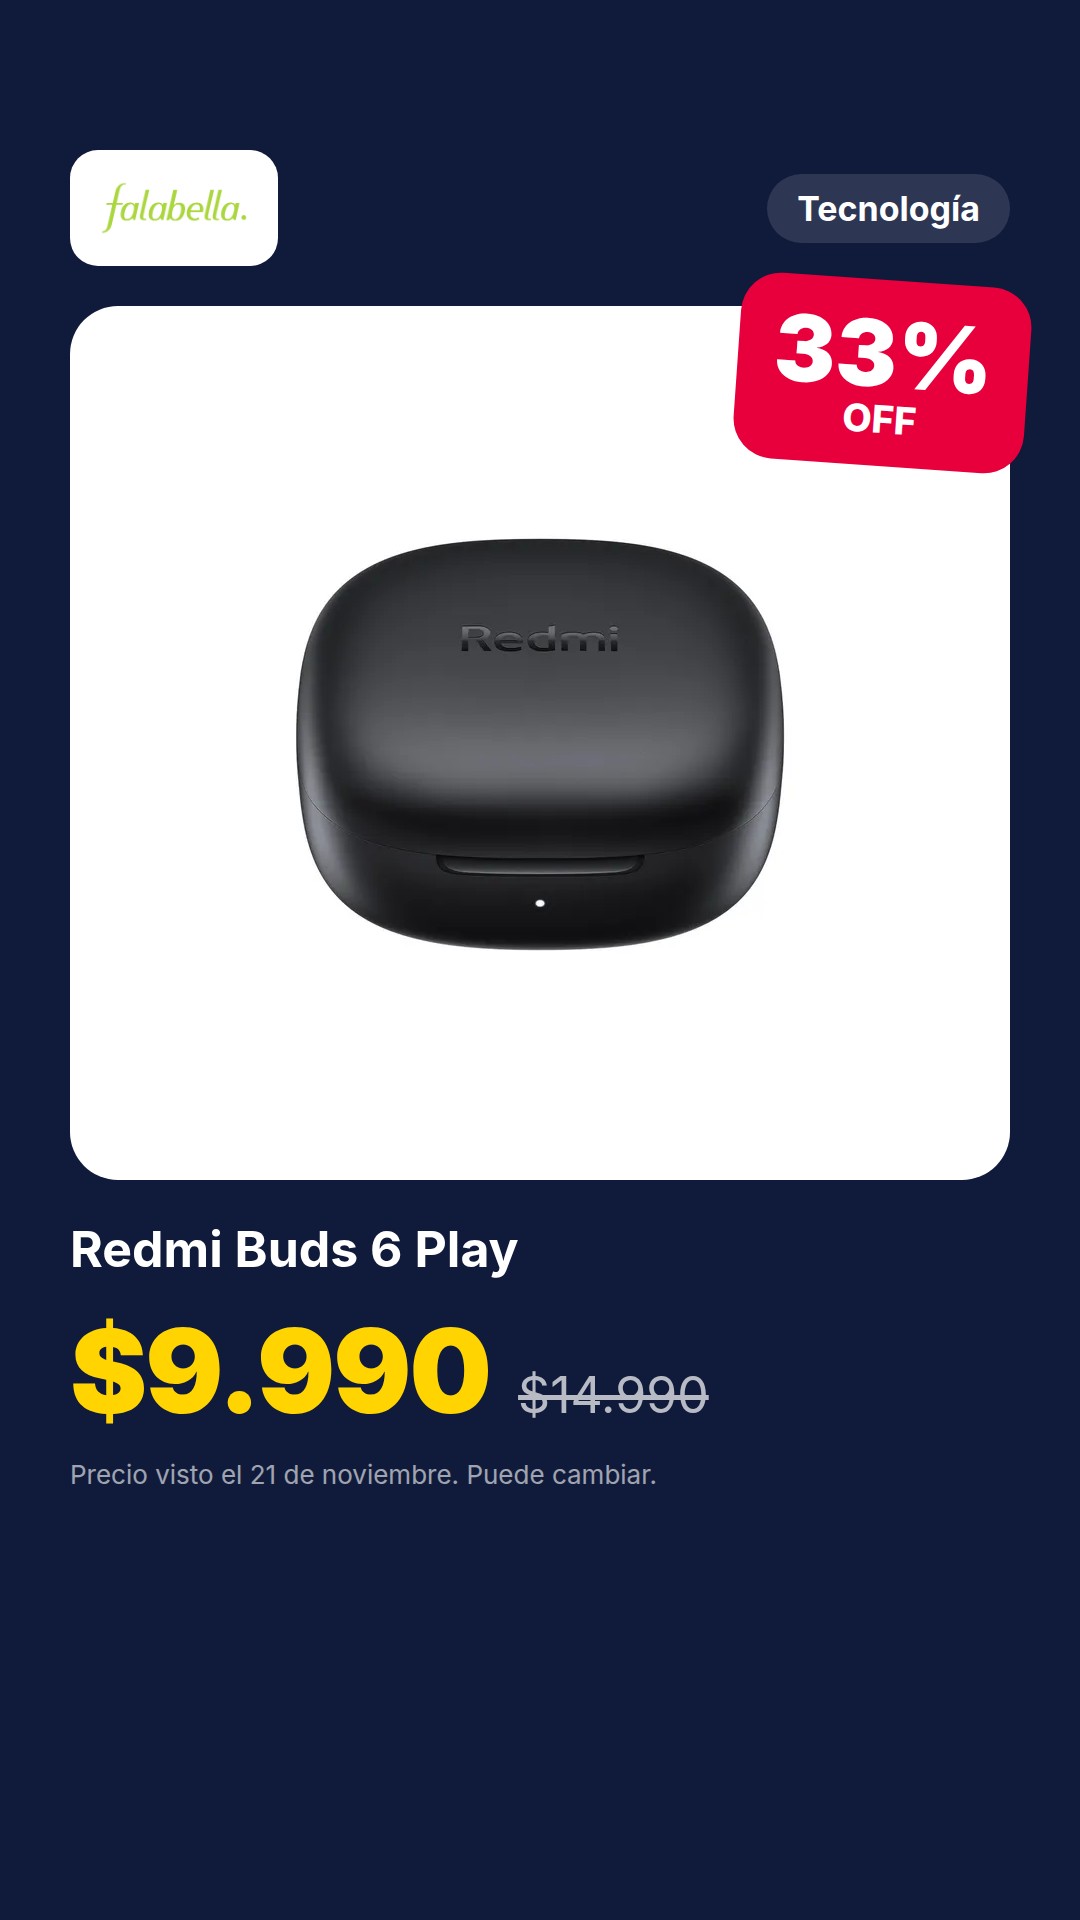 falabella.
Tecnología
33%
OFF
Redmi
Redmi Buds 6 Play
$9.990 $14.990
Precio visto el 21 de noviembre. Puede cambiar.